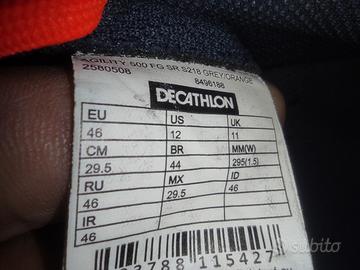 AGILITY 500 FG SR S218 GREY/ORANGE
2580508
8496188
DECATHLON
EU US UK
46 12 11
CM BR MM(W)
29.5 44 295(1.5)
RU MX ID
46 29.5 46
IR
46
3788 115427
subito